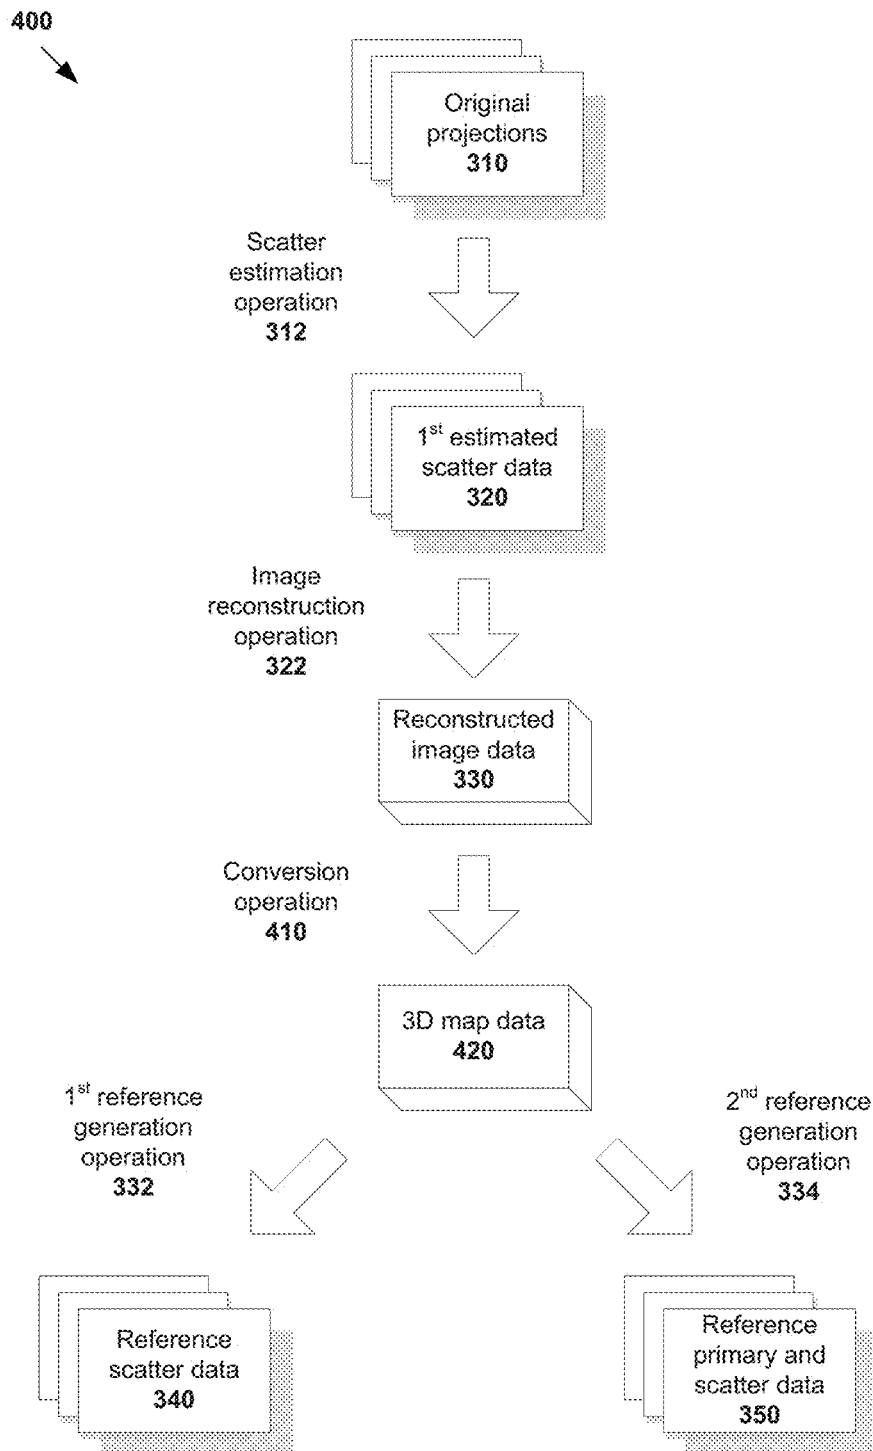 400
Original
projections
310
Scatter
estimation
operation
312
1st estimated
scatter data
320
Image
reconstruction
operation
322
Reconstructed
image data
330
Conversion
operation
410
3D map data
420
1st reference
generation
operation
332
2nd reference
generation
operation
334
Reference
scatter data
340
Reference
primary and
scatter data
350